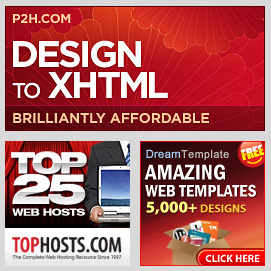 P2H.COM
DESIGN
TO XHTML
BRILLIANTLY AFFORDABLE
TOP
25
WEB HOSTS
TOPHOSTS.COM
The Complete Web Hosting Resource Since 1997
DreamTemplate
FREE
AMAZING
WEB TEMPLATES
5,000+ DESIGNS
CLICK HERE